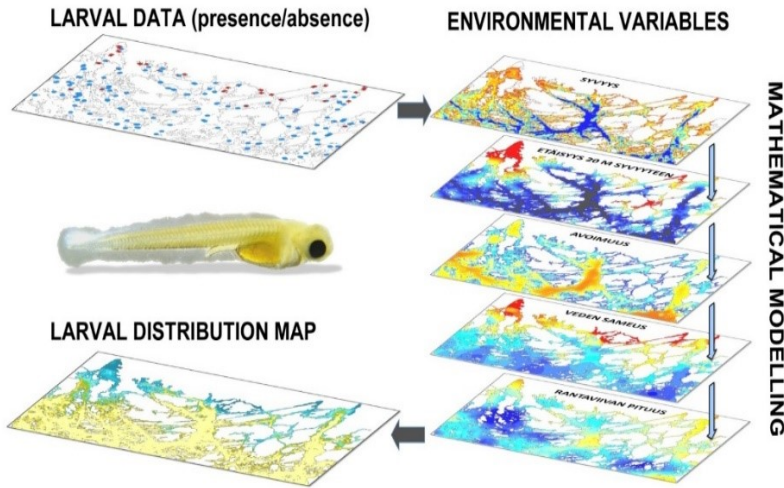 LARVAL DATA (presence/absence)
ENVIRONMENTAL VARIABLES
SYVYYS
ETÄISYYS 20 M SYVYYTEEN
AVOIMUUS
VEDEN SAMEUS
RANTAVIIVAN PITUUS
MATHEMATICAL MODELLING
LARVAL DISTRIBUTION MAP